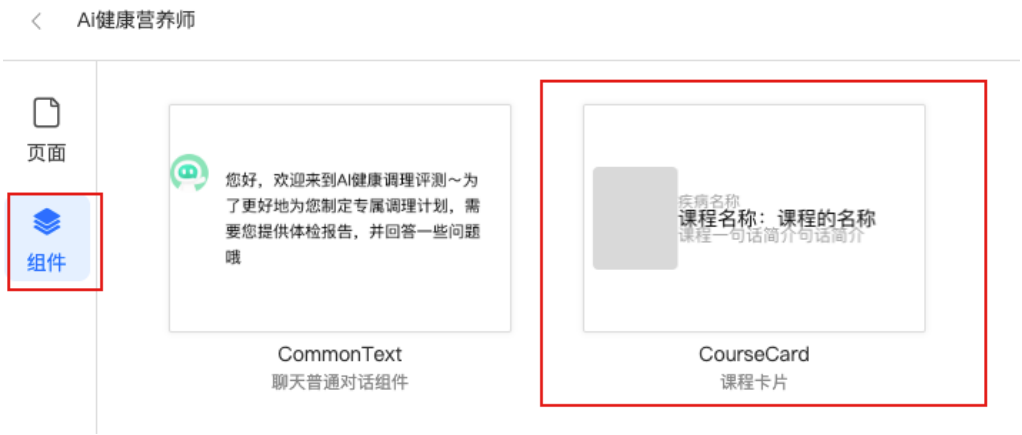 Ai健康营养师
页面
组件
您好，欢迎来到AI健康调理评测～为
了更好地为您制定专属调理计划，需
要您提供体检报告，并回答一些问题
哦
CommonText
聊天普通对话组件
疾病名称
课程名称：课程的名称
课程一句话简介句话简介
CourseCard
课程卡片